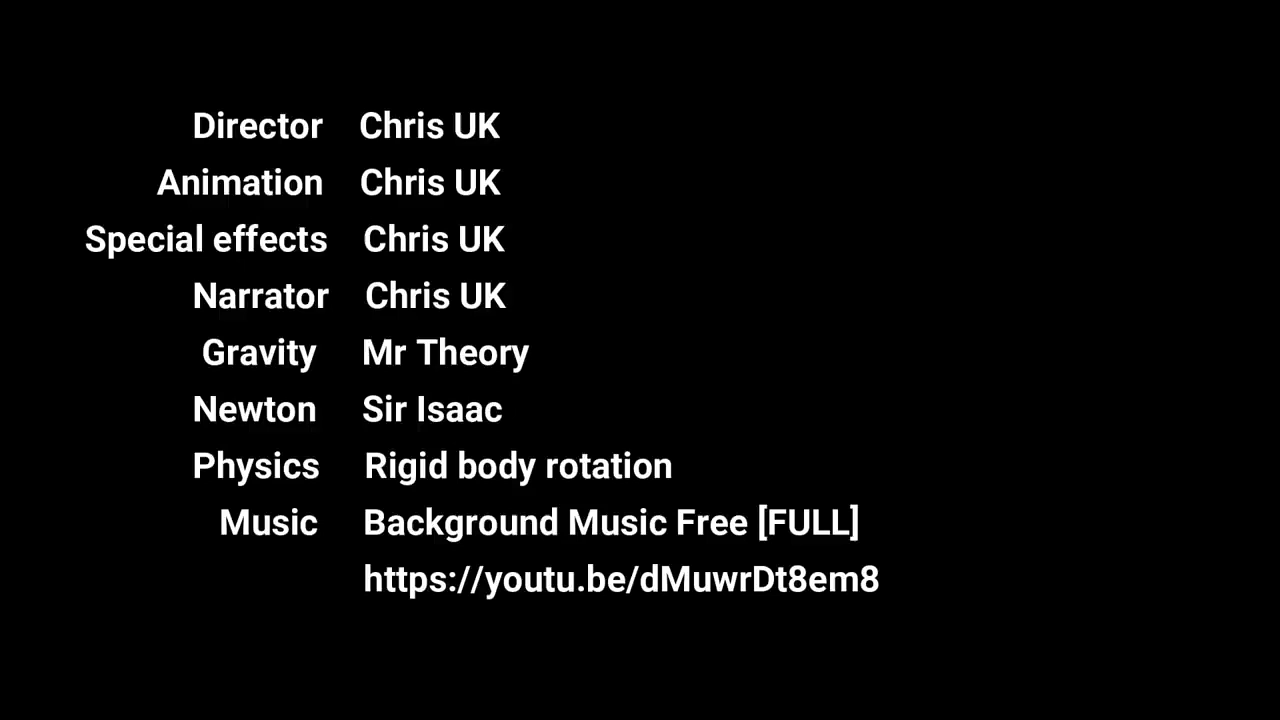 Director Chris UK
Animation Chris UK
Special effects Chris UK
Narrator Chris UK
Gravity Mr Theory
Newton Sir Isaac
Physics Rigid body rotation
Music Background Music Free [FULL]
https://youtu.be/dMuwrDt8em8